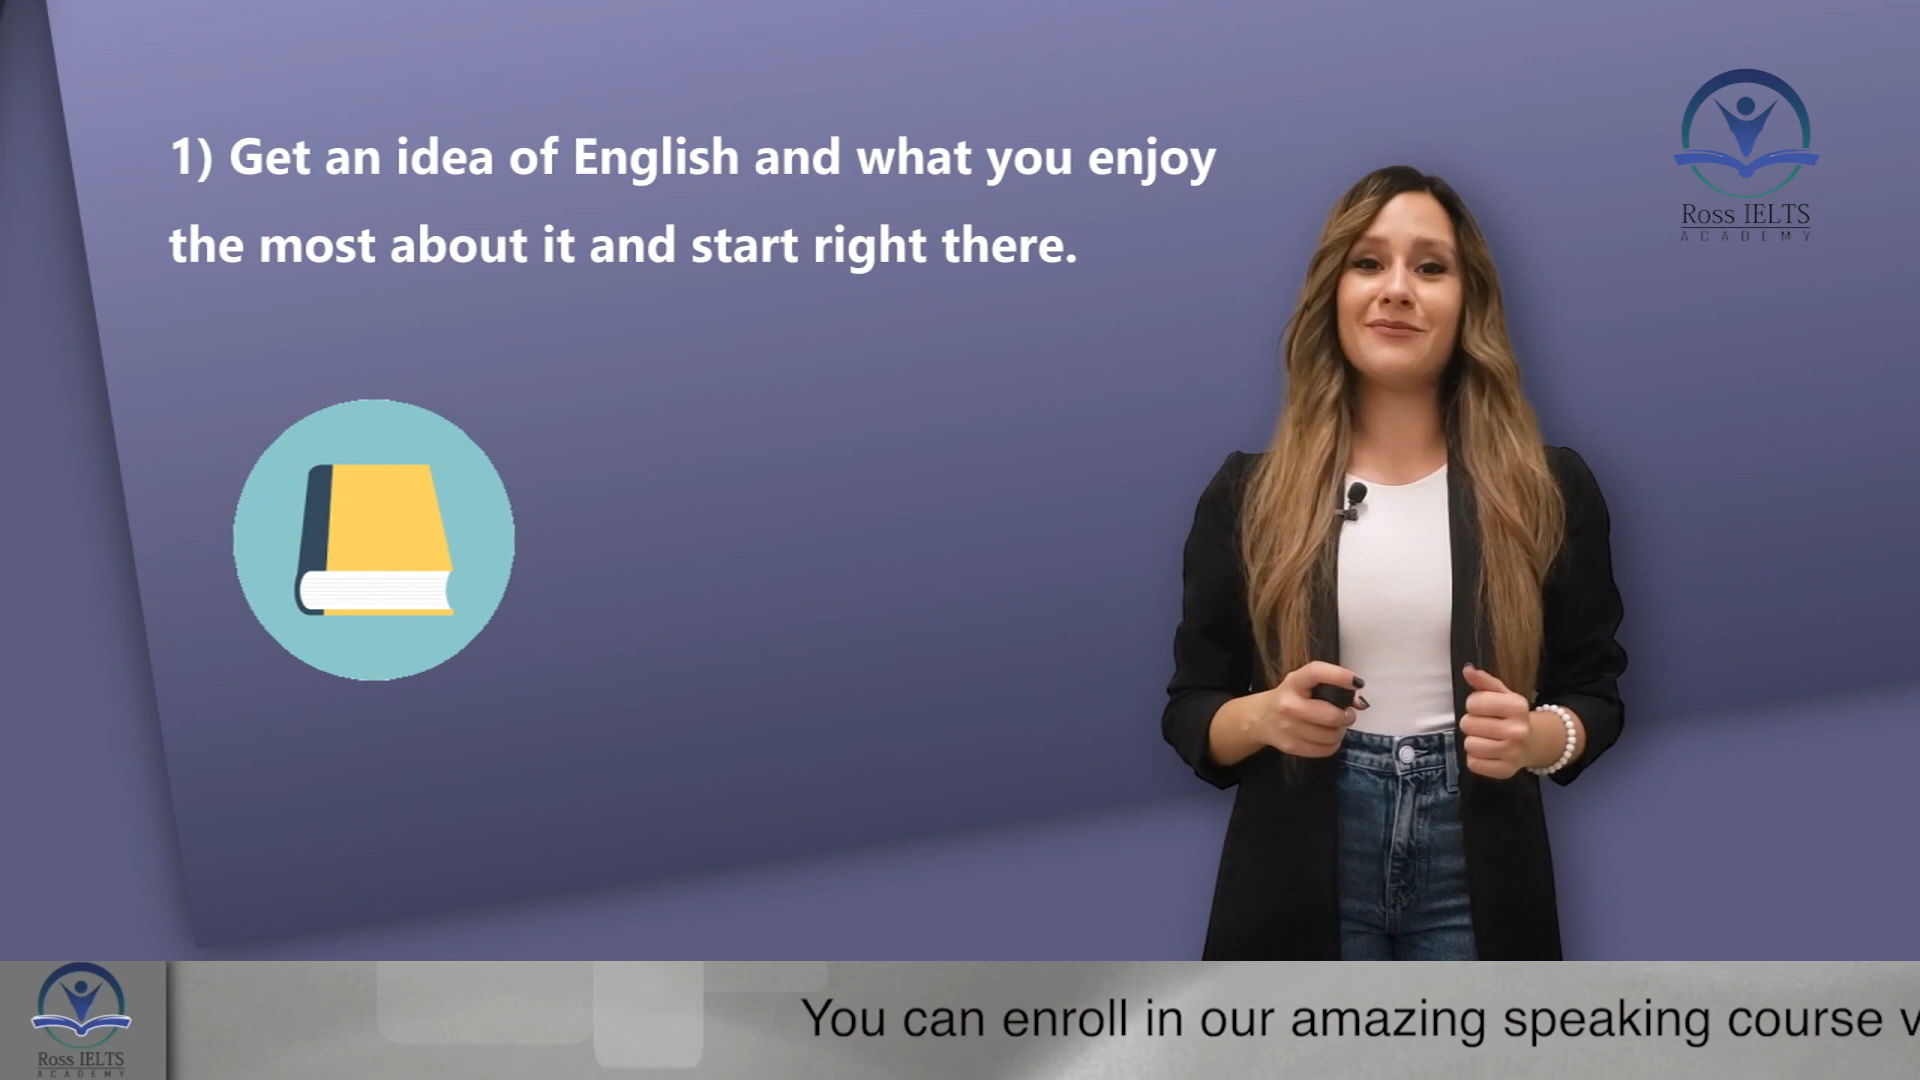 1) Get an idea of English and what you enjoy
the most about it and start right there.
Ross IELTS
ACADEMY
You can enroll in our amazing speaking course v
Ross IELTS
ACADEMY